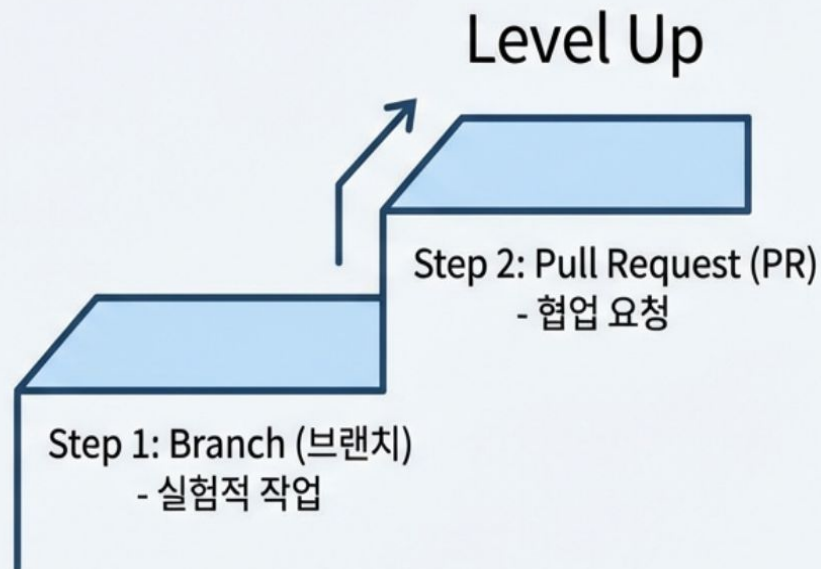 Level Up
Step 2: Pull Request (PR)
- 협업 요청
Step 1: Branch (브랜치)
- 실험적 작업